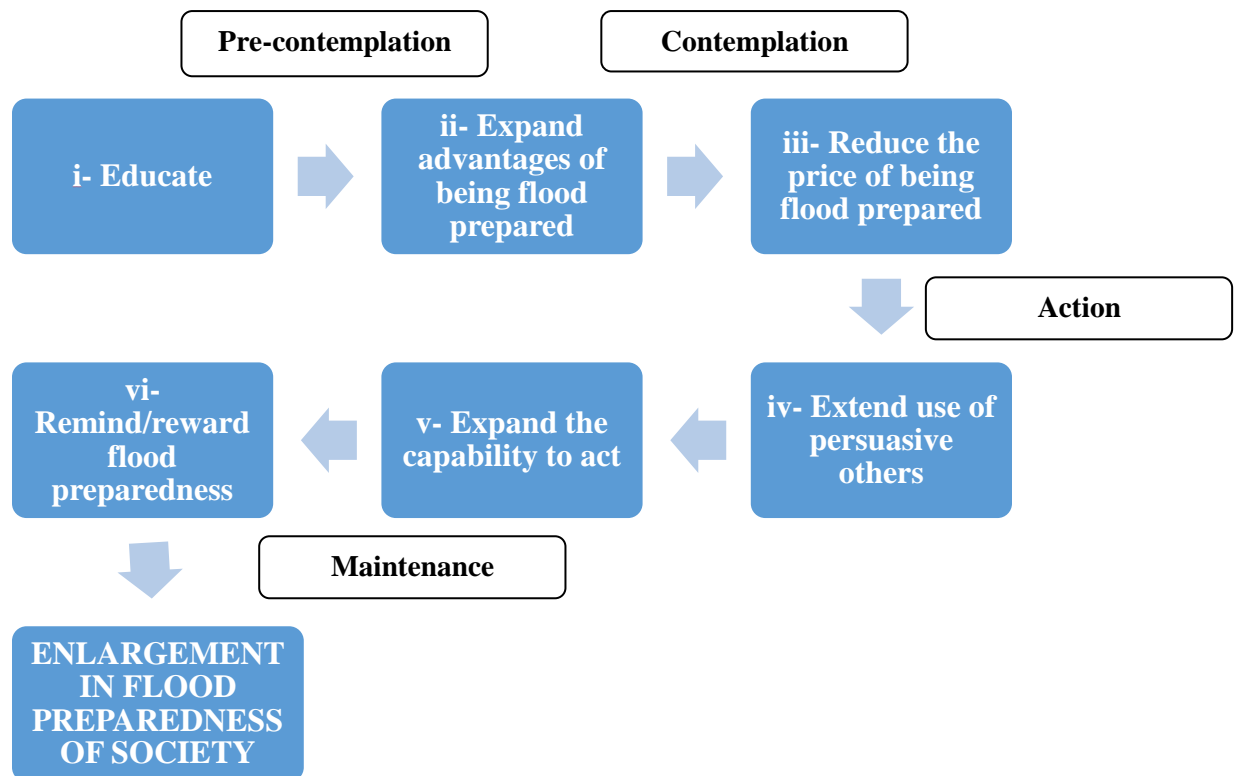 Pre-contemplation
Contemplation
i- Educate
ii- Expand
advantages of
being flood
prepared
iii- Reduce the
price of being
flood prepared
Action
iv- Extend use of
persuasive
others
v- Expand the
capability to act
vi-
Remind/reward
flood
preparedness
Maintenance
ENLARGEMENT
IN FLOOD
PREPAREDNESS
OF SOCIETY